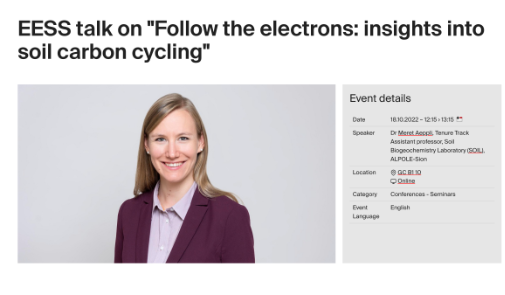 EESS talk on "Follow the electrons: insights into
soil carbon cycling"
Event details
Date 18.10.2022 - 12:15 › 13:15
Speaker Dr Meret Aeppli, Tenure Track
Assistant professor, Soil
Biogeochemistry Laboratory (SOIL),
ALPOLE-Sion
Location GC B1 10
Online
Category Conferences - Seminars
Event English
Language